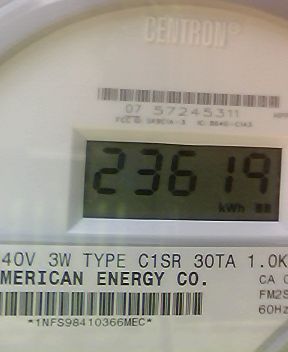 CENTRON®
07 57245311
23619
kWh
40V 3W TYPE C1SR 30TA 1.0K
MERICAN ENERGY CO.
CA
FM2S
60Hz
*1NFS98410366MEC*